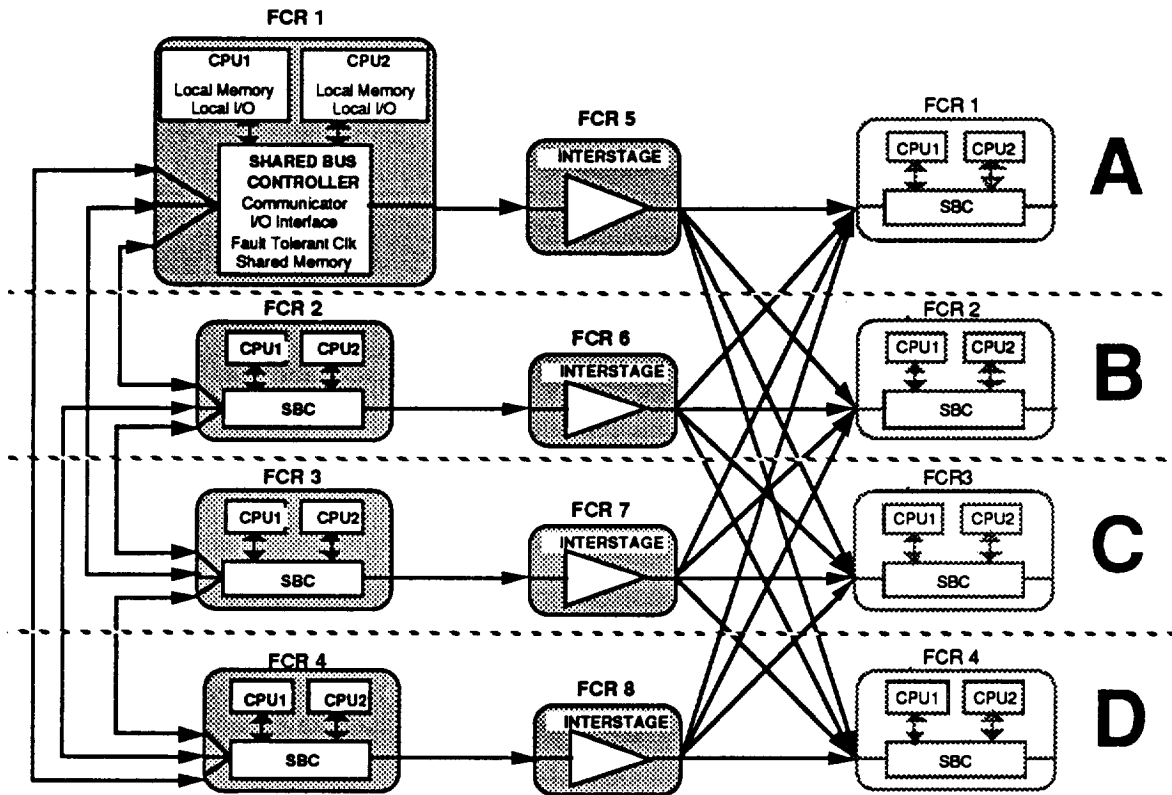 FCR 1
CPU1
Local Memory
Local I/O
CPU2
Local Memory
Local I/O
SHARED BUS
CONTROLLER
Communicator
I/O Interface
Fault Tolerant Clk
Shared Memory
FCR 5
INTERSTAGE
FCR 1
CPU1
CPU2
SBC
A
FCR 2
CPU1
CPU2
SBC
FCR 6
INTERSTAGE
FCR 2
CPU1
CPU2
SBC
B
FCR 3
CPU1
CPU2
SBC
FCR 7
INTERSTAGE
FCR3
CPU1
CPU2
SBC
C
FCR 4
CPU1
CPU2
SBC
FCR 8
INTERSTAGE
FCR 4
CPU1
CPU2
SBC
D